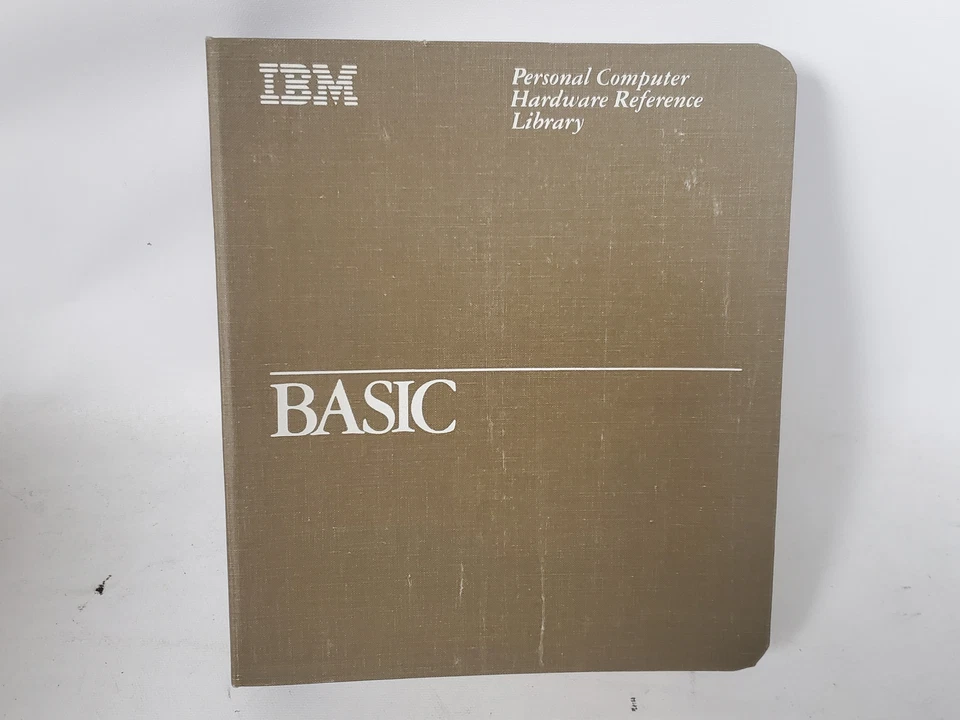 IBM
Personal Computer
Hardware Reference
Library
BASIC